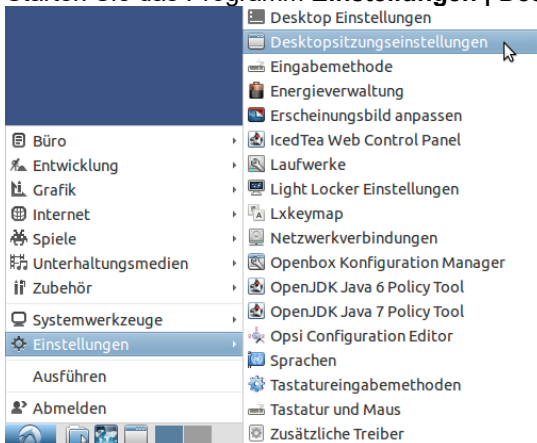 Starten Sie das Programm Einstellungen | Des
Büro
Entwicklung
Grafik
Internet
Spiele
Unterhaltungsmedien
Zubehör
Systemwerkzeuge
Einstellungen
Ausführen
Abmelden
Desktop Einstellungen
Desktopsitzungseinstellungen
Eingabemethode
Energieverwaltung
Erscheinungsbild anpassen
IcedTea Web Control Panel
Laufwerke
Light Locker Einstellungen
Lxkeymap
Netzwerkverbindungen
Openbox Konfiguration Manager
OpenJDK Java 6 Policy Tool
OpenJDK Java 7 Policy Tool
Opsi Configuration Editor
Sprachen
Tastatureingabemethoden
Tastatur und Maus
Zusätzliche Treiber